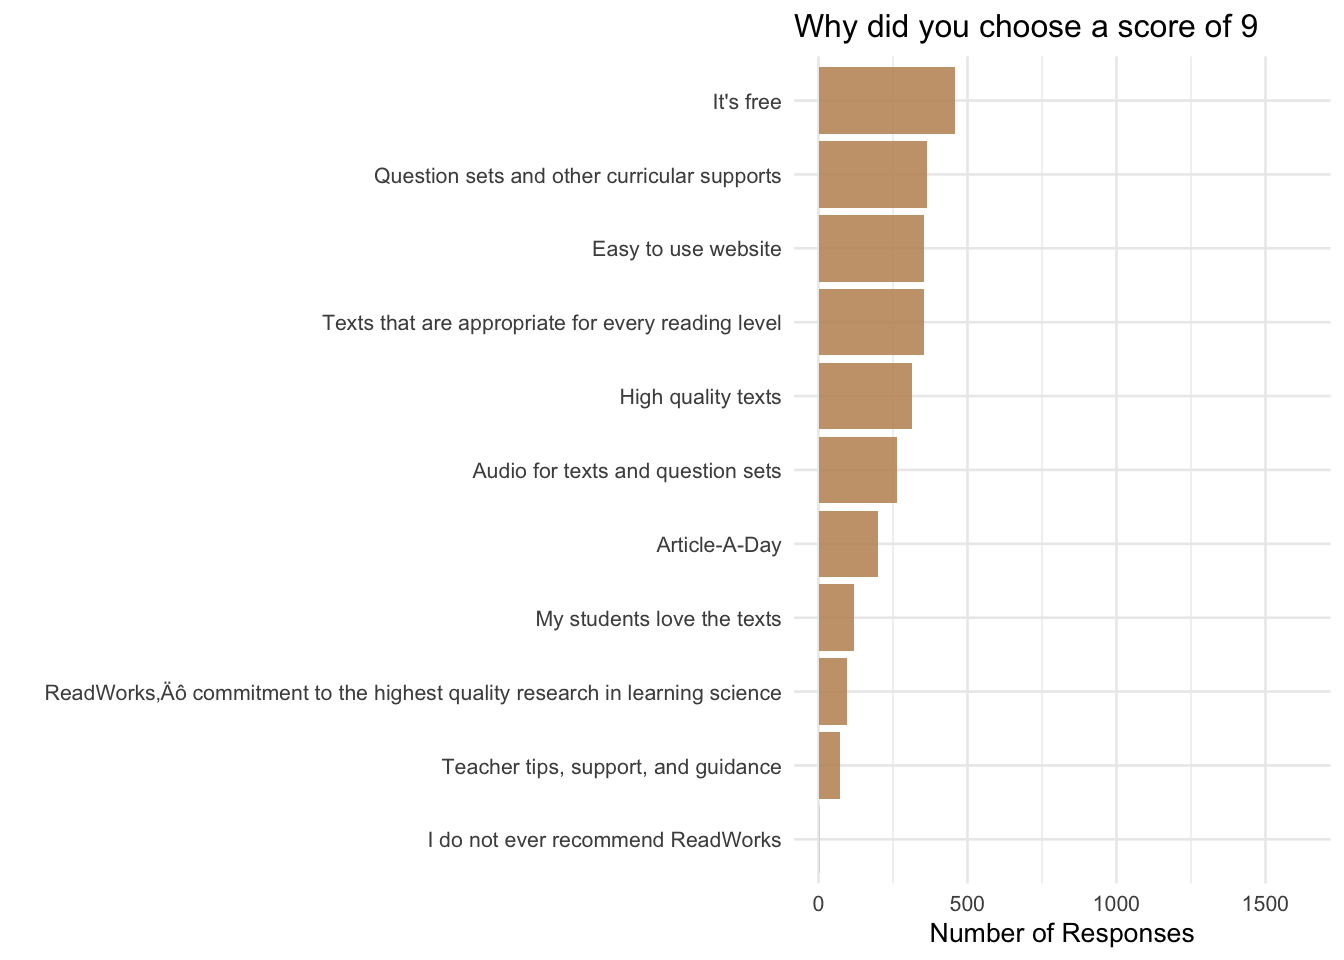 Why did you choose a score of 9
It's free
Question sets and other curricular supports
Easy to use website
Texts that are appropriate for every reading level
High quality texts
Audio for texts and question sets
Article-A-Day
My students love the texts
ReadWorks‚Äô commitment to the highest quality research in learning science
Teacher tips, support, and guidance
I do not ever recommend ReadWorks
0 500 1000 1500
Number of Responses